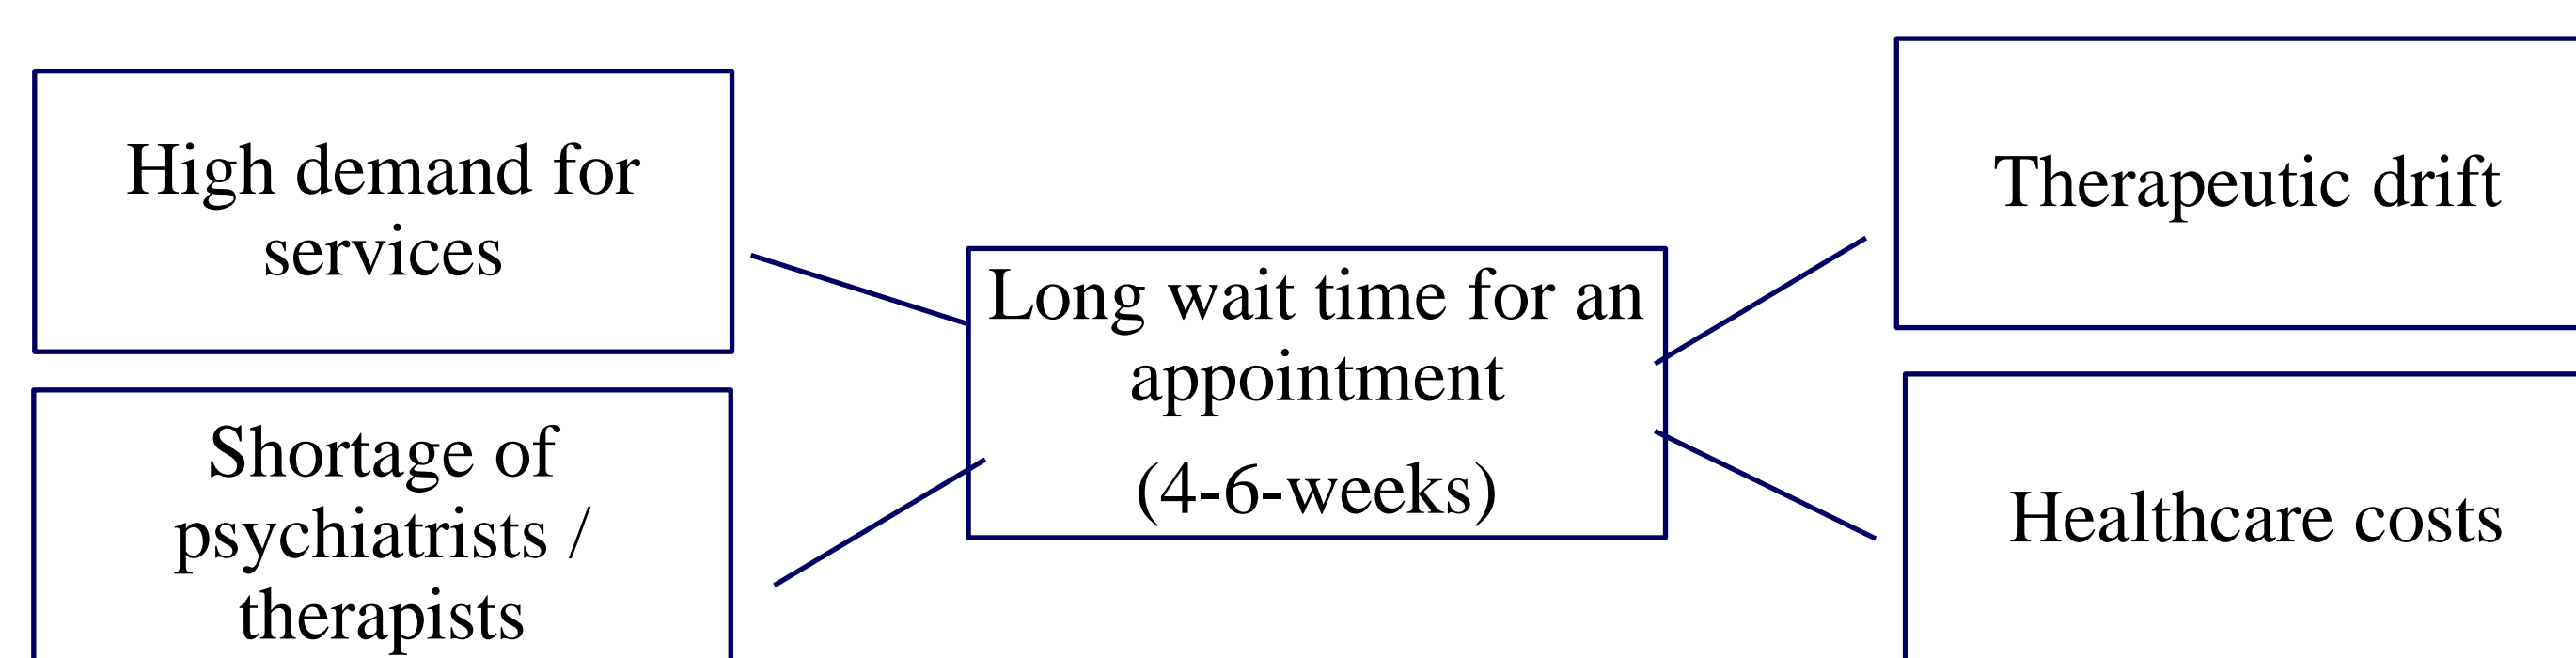 High demand for
services
Shortage of
psychiatrists /
therapists
Long wait time for an
appointment
(4-6-weeks)
Therapeutic drift
Healthcare costs